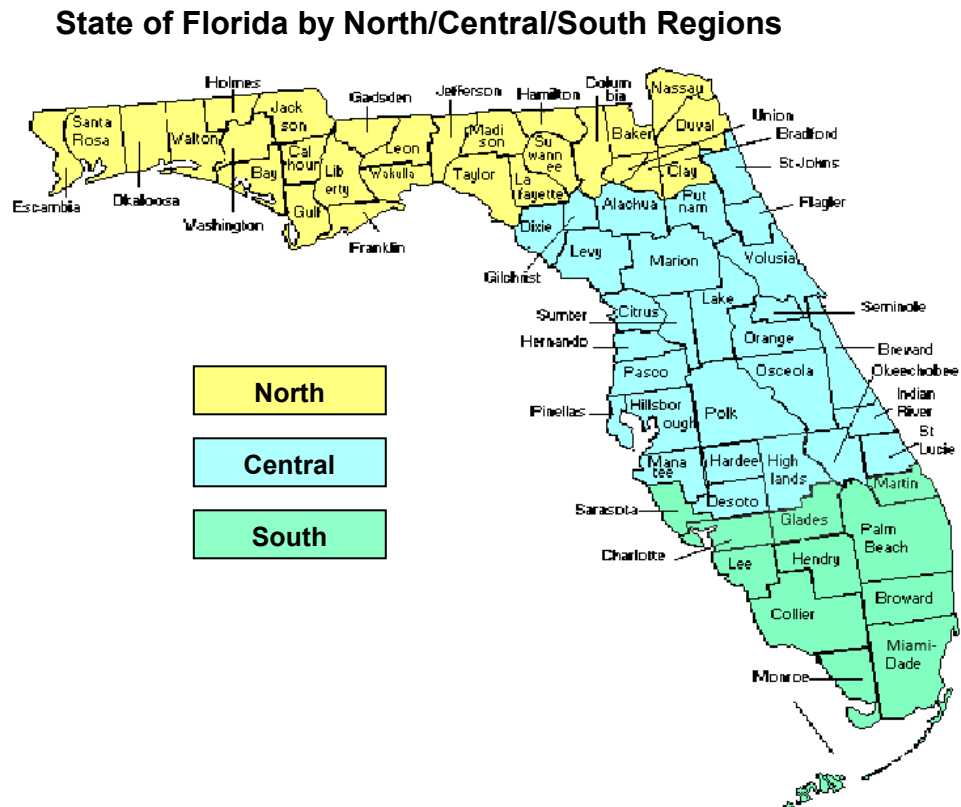 State of Florida by North/Central/South Regions
Holmes
Jack
son
Gadsden
Jefferson
Hamilton
Colum
bia
Nassau
Union
Bradford
St Johns
Flagler
Santa
Rosa
Walton
Cal
houn
Lib
erty
Leon
Wakulla
Madi
son
Taylor
Su
wann
ee
La
fayette
Baker
Duval
Clay
Bay
Gulf
Escambia
Okaloosa
Washington
Franklin
Dixie
Gilchrist
Alachua
Put
nam
Levy
Marion
Volusia
Citrus
Lake
Seminole
Sumter
Hernando
Orange
Brevard
Okeechobee
Pasco
Osceola
Indian
River
Pinellas
Hillsbor
ough
Polk
St
Lucie
Mana
tee
Hardee
High
lands
Desoto
Martin
Sarasota
Glades
Palm
Beach
Charlotte
Lee
Hendry
Collier
Broward
Miami-
Dade
Monroe
North
Central
South